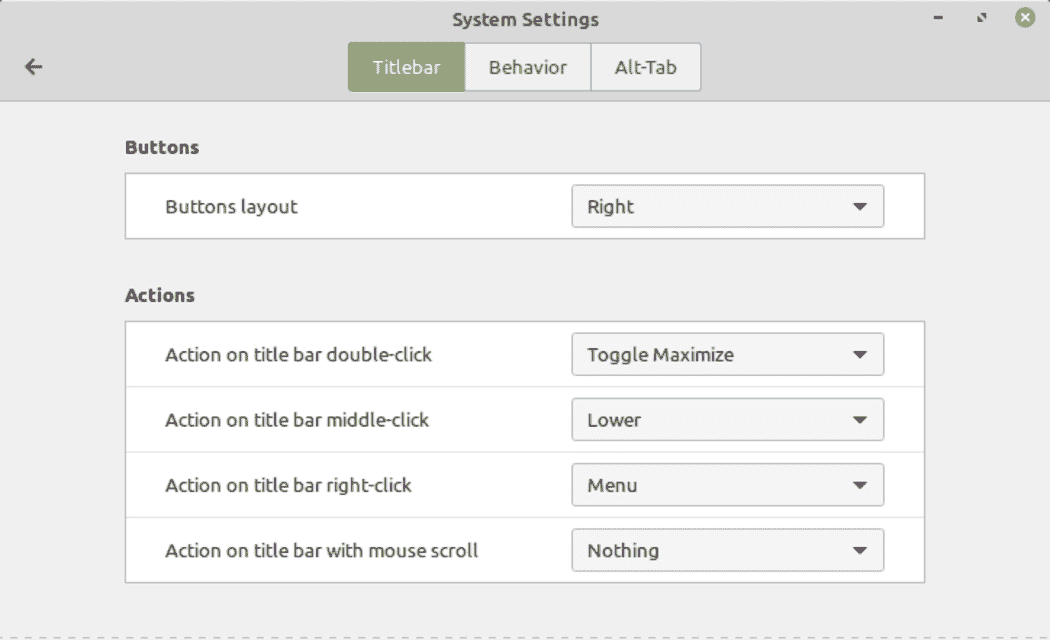 System Settings
Titlebar Behavior Alt-Tab
Buttons
Buttons layout Right
Actions
Action on title bar double-click Toggle Maximize
Action on title bar middle-click Lower
Action on title bar right-click Menu
Action on title bar with mouse scroll Nothing